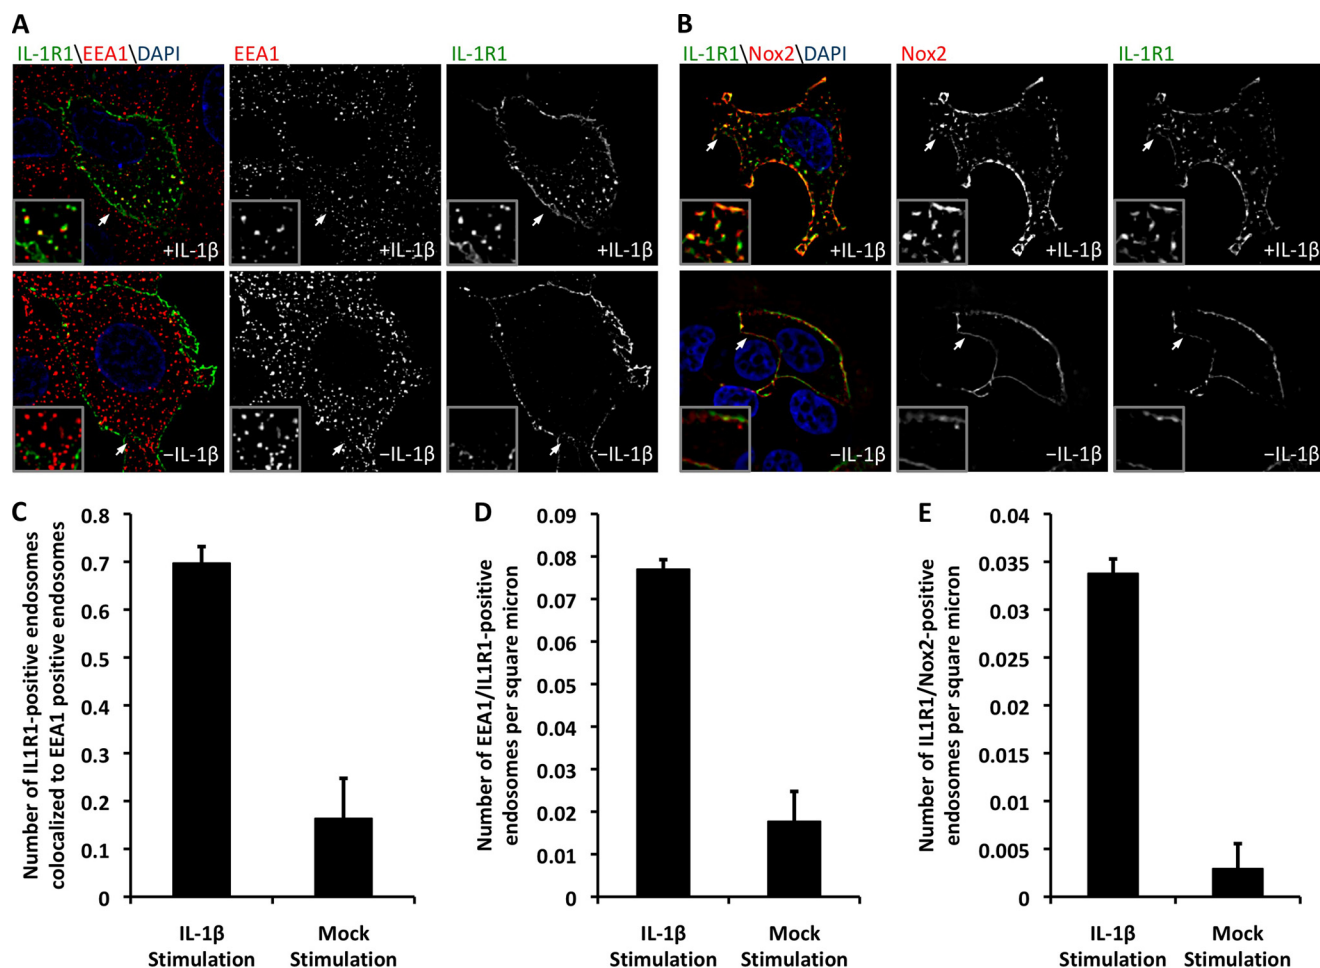 A
B
IL-1R1\EEA1\DAPI
EEA1
IL-1R1
IL-1R1\Nox2\DAPI
Nox2
IL-1R1
+IL-1β
+IL-1β
+IL-1β
+IL-1β
+IL-1β
+IL-1β
−IL-1β
−IL-1β
−IL-1β
−IL-1β
−IL-1β
−IL-1β
C
Number of IL1R1-positive endosomes
colocalized to EEA1 positive endosomes
0.8
0.7
0.6
0.5
0.4
0.3
0.2
0.1
0
IL-1β
Stimulation
Mock
Stimulation
D
Number of EEA1/IL1R1-positive
endosomes per square micron
0.09
0.08
0.07
0.06
0.05
0.04
0.03
0.02
0.01
0
IL-1β
Stimulation
Mock
Stimulation
E
Number of IL1R1/Nox2-positive
endosomes per square micron
0.04
0.035
0.03
0.025
0.02
0.015
0.01
0.005
0
IL-1β
Stimulation
Mock
Stimulation